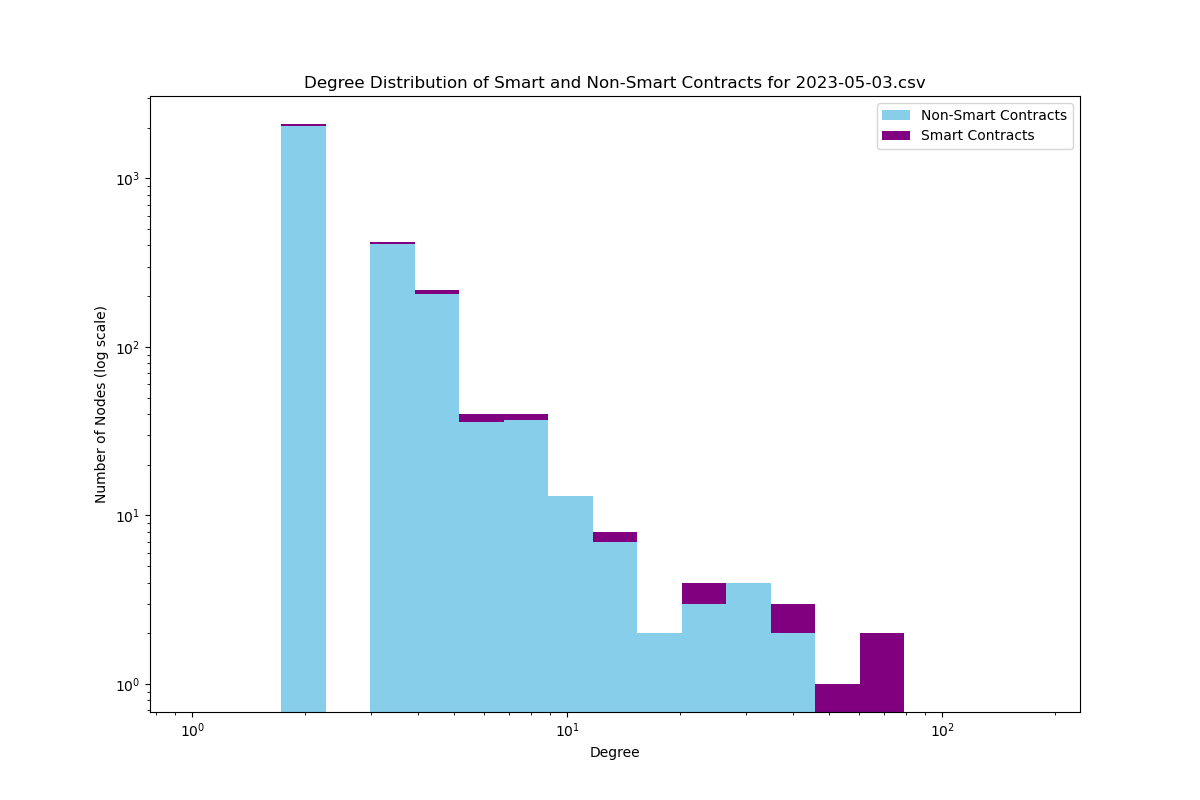 Degree Distribution of Smart and Non-Smart Contracts for 2023-05-03.csv
Non-Smart Contracts
Smart Contracts
Number of Nodes (log scale)
10³
10²
10¹
10⁰
10⁰ 10¹ 10²
Degree